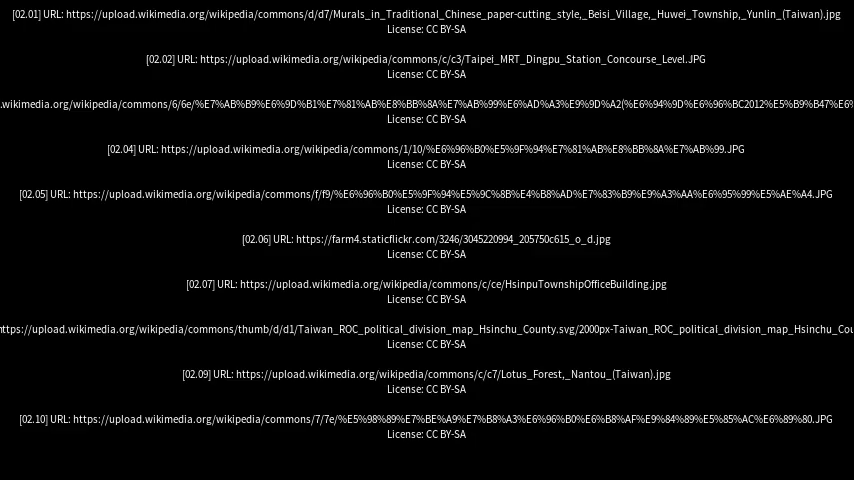 [02.01] URL: https://upload.wikimedia.org/wikipedia/commons/d/d7/Murals_in_Traditional_Chinese_paper-cutting_style,_Beisi_Village,_Huwei_Township,_Yunlin_(Taiwan).jpg
License: CC BY-SA
[02.02] URL: https://upload.wikimedia.org/wikipedia/commons/c/c3/Taipei_MRT_Dingpu_Station_Concourse_Level.JPG
License: CC BY-SA
.wikimedia.org/wikipedia/commons/6/6e/%E7%AB%B9%E6%9D%B1%E7%81%AB%E8%BB%8A%E7%AB%99%E6%AD%A3%E9%9D%A2(%E6%94%9D%E6%96%BC2012%E5%B9%B47%E6%
License: CC BY-SA
[02.04] URL: https://upload.wikimedia.org/wikipedia/commons/1/10/%E6%96%B0%E5%9F%94%E7%81%AB%E8%BB%8A%E7%AB%99.JPG
License: CC BY-SA
[02.05] URL: https://upload.wikimedia.org/wikipedia/commons/f/f9/%E6%96%B0%E5%9F%94%E5%9C%8B%E4%B8%AD%E7%83%B9%E9%A3%AA%E6%95%99%E5%AE%A4.JPG
License: CC BY-SA
[02.06] URL: https://farm4.staticflickr.com/3246/3045220994_205750c615_o_d.jpg
License: CC BY-SA
[02.07] URL: https://upload.wikimedia.org/wikipedia/commons/c/ce/HsinpuTownshipOfficeBuilding.jpg
License: CC BY-SA
https://upload.wikimedia.org/wikipedia/commons/thumb/d/d1/Taiwan_ROC_political_division_map_Hsinchu_County.svg/2000px-Taiwan_ROC_political_division_map_Hsinchu_Cou
License: CC BY-SA
[02.09] URL: https://upload.wikimedia.org/wikipedia/commons/c/c7/Lotus_Forest,_Nantou_(Taiwan).jpg
License: CC BY-SA
[02.10] URL: https://upload.wikimedia.org/wikipedia/commons/7/7e/%E5%98%89%E7%BE%A9%E7%B8%A3%E6%96%B0%E6%B8%AF%E9%84%89%E5%85%AC%E6%89%80.JPG
License: CC BY-SA